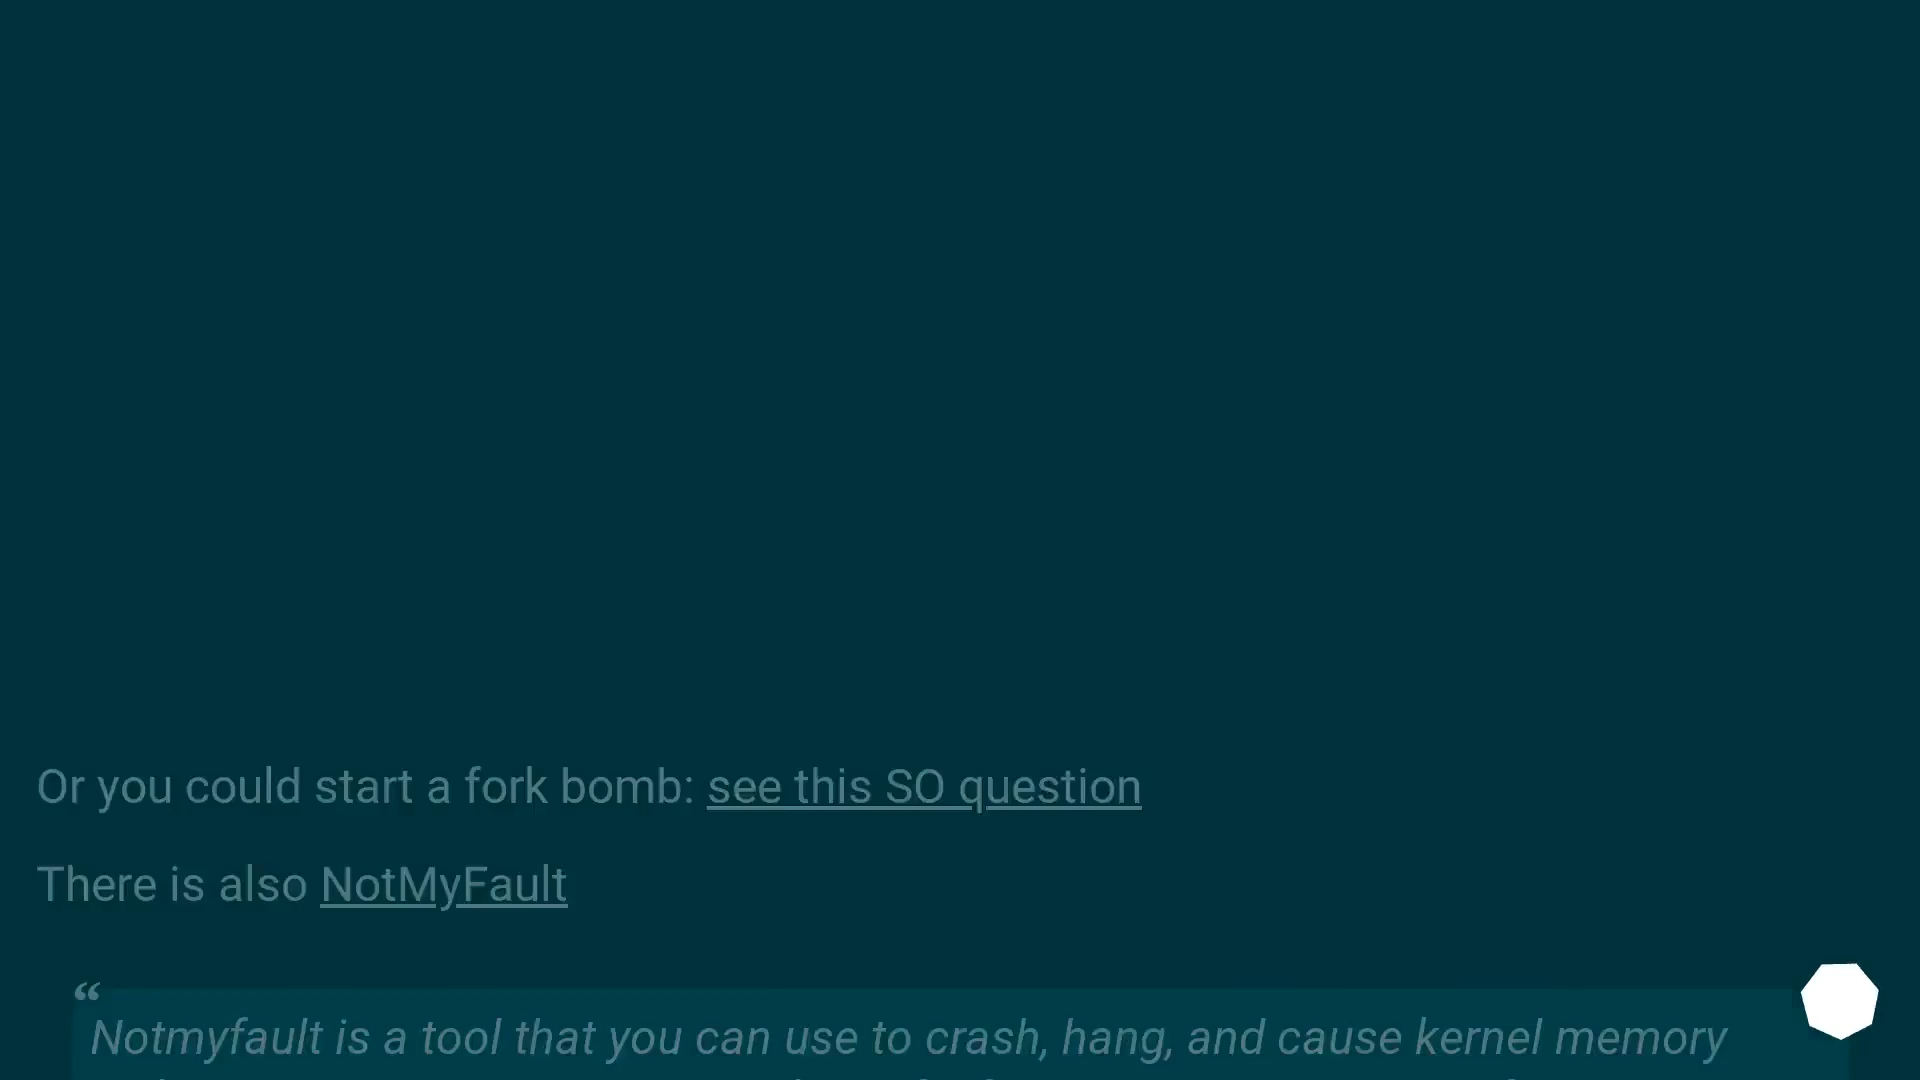 Or you could start a fork bomb: see this SO question
There is also NotMyFault
“
Notmyfault is a tool that you can use to crash, hang, and cause kernel memory